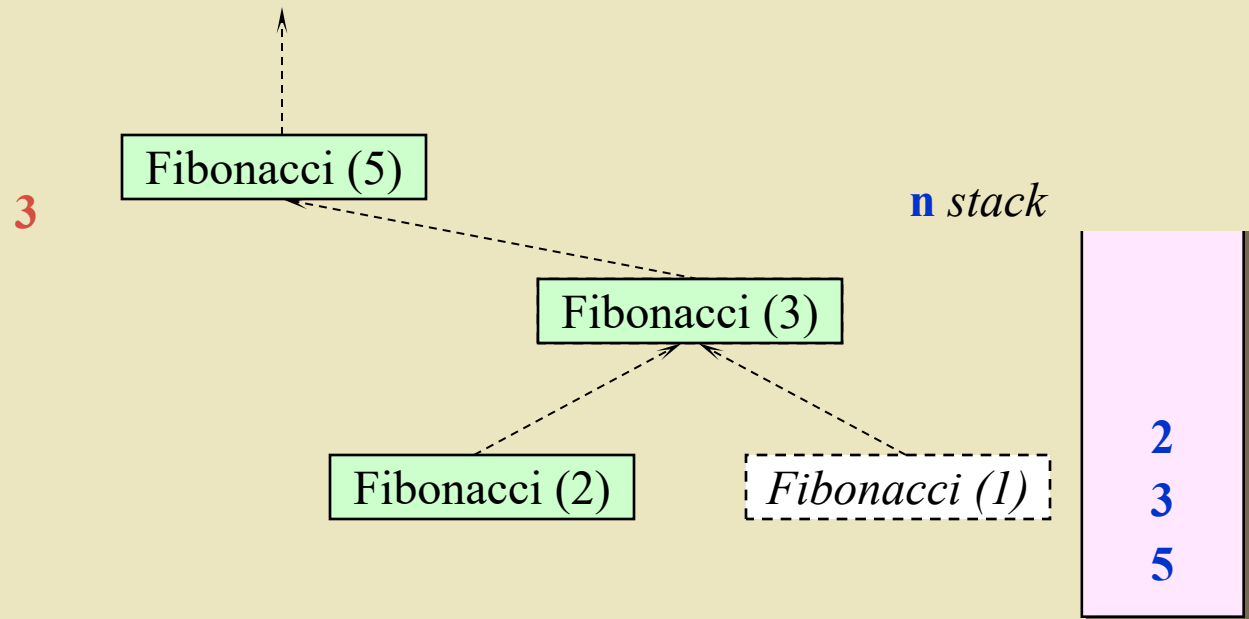 Fibonacci (5)
3
n stack
Fibonacci (3)
2
Fibonacci (2)
Fibonacci (1)
3
5